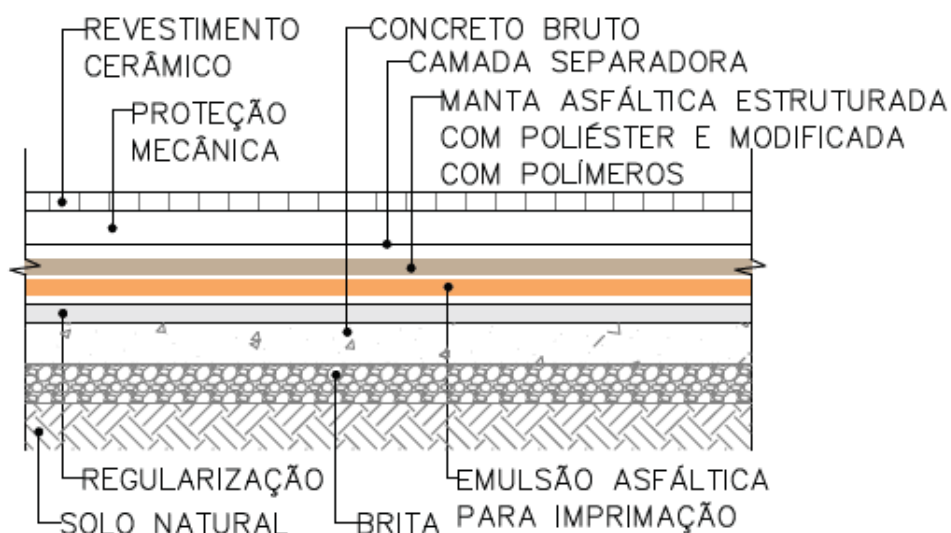 REVESTIMENTO
CERÂMICO
PROTEÇÃO
MECÂNICA
CONCRETO BRUTO
CAMADA SEPARADORA
MANTA ASFÁLTICA ESTRUTURADA
COM POLIÉSTER E MODIFICADA
COM POLÍMEROS
REGULARIZAÇÃO
SOLO NATURAL
BRITA
EMULSÃO ASFÁLTICA
PARA IMPRIMAÇÃO